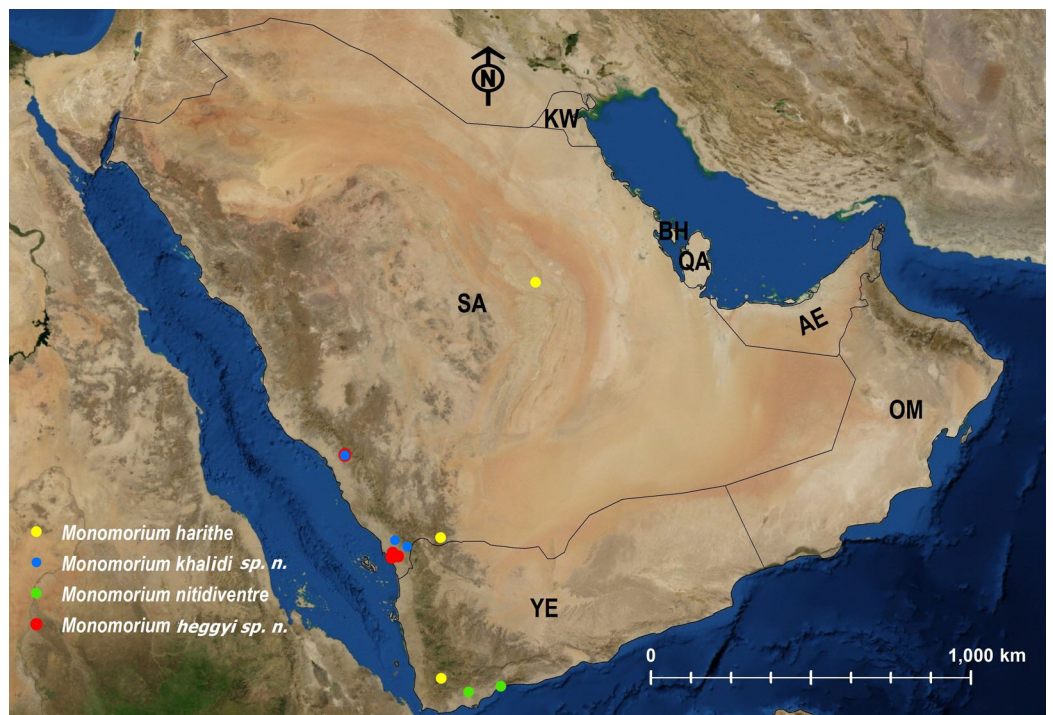 N
KW
BH
QA
SA
AE
OM
Monomorium harithe
Monomorium khalidi sp. n.
Monomorium nitidiventre
Monomorium heggyi sp. n.
YE
0 1,000 km